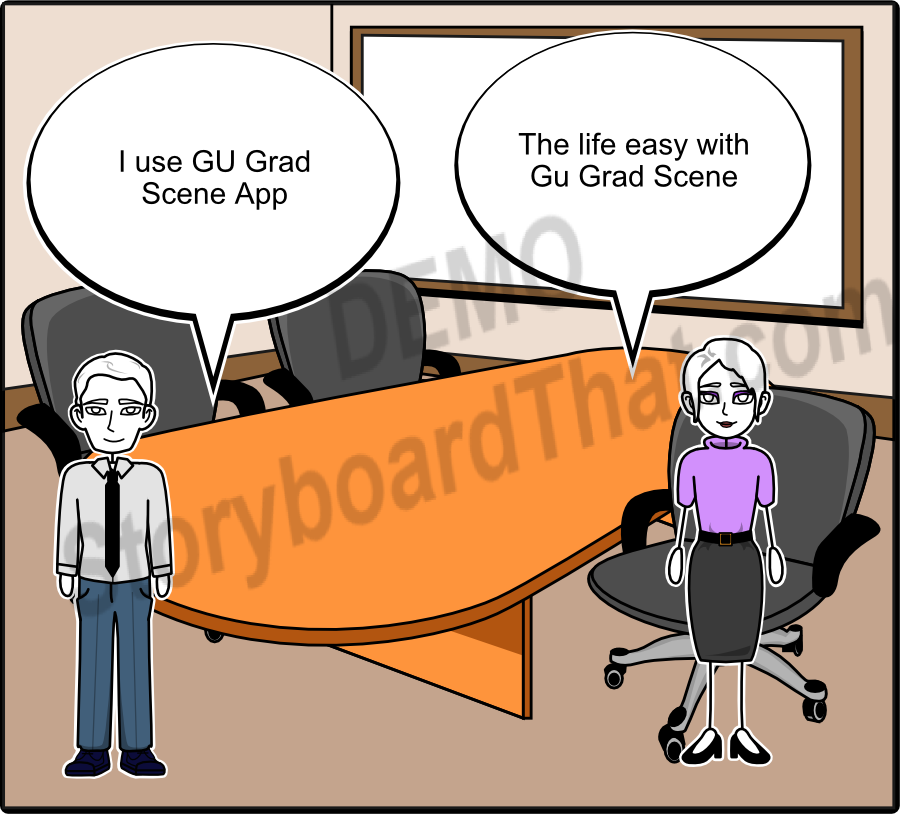 I use GU Grad
Scene App
The life easy with
Gu Grad Scene
DEMO
StoryboardThat.com